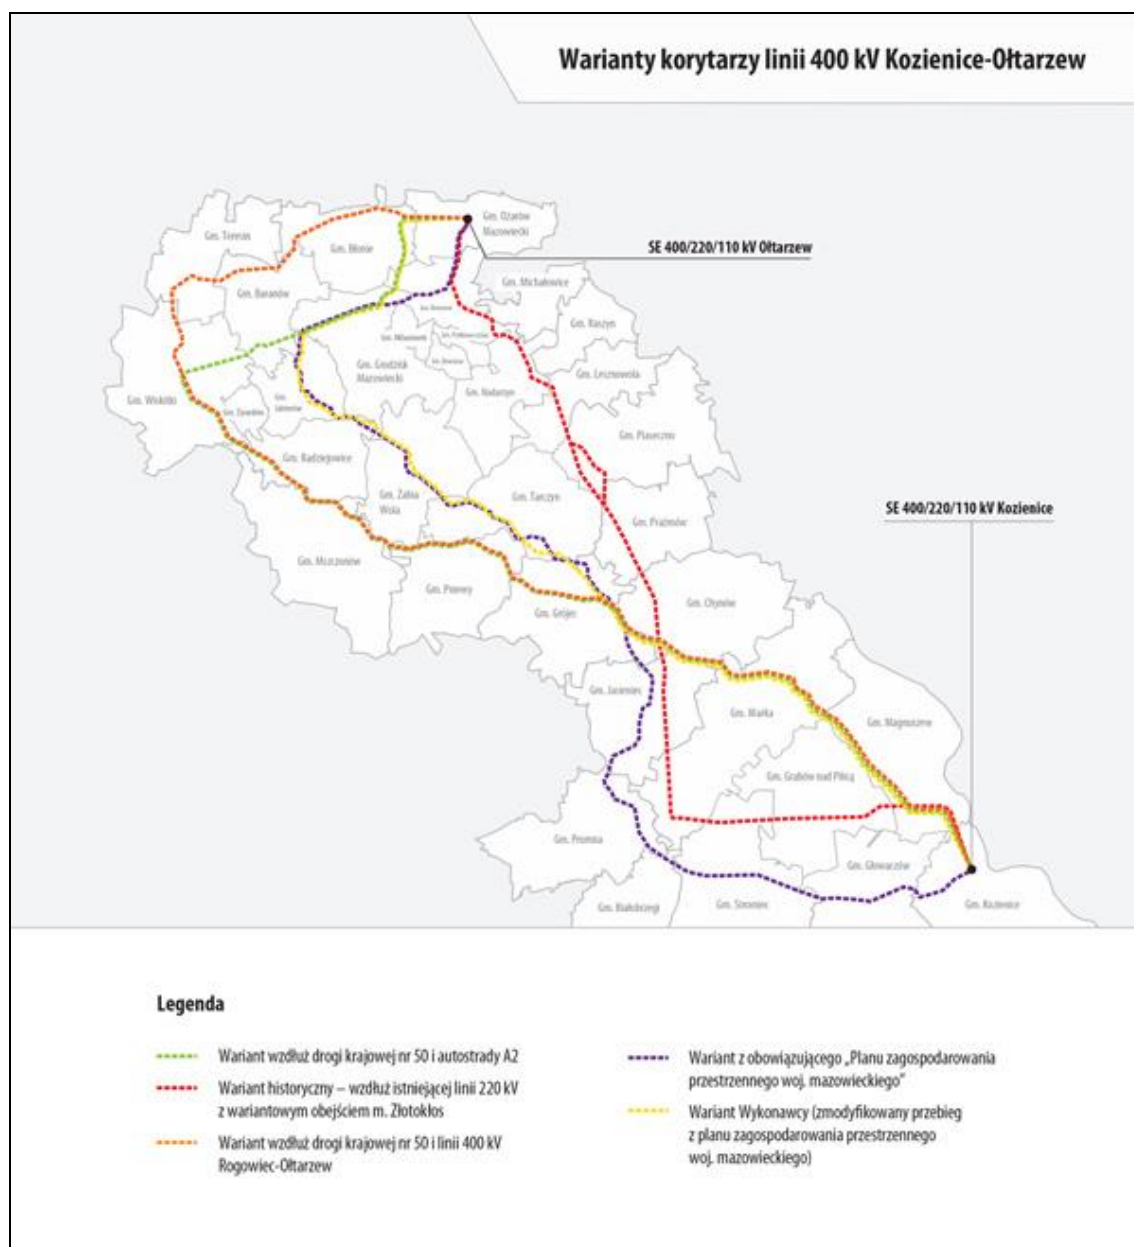 Warianty korytarzy linii 400 kV Kozienice-Ołtarzew
Gm. Ożarów
Mazowiecki
Gm. Teresin
Gm. Błonie
SE 400/220/110 kV Ołtarzew
Gm. Michałowice
Gm. Baranów
Gm. Raszyn
Gm. Grodzisk
Mazowiecki
Gm. Lesznowola
Gm. Nadarzyn
Gm. Wiskitki
Gm. Piaseczno
Gm. Radziejowice
Gm. Żabia
Wola
Gm. Tarczyn
SE 400/220/110 kV Kozienice
Gm. Prażmów
Gm. Mszczonów
Gm. Pniewy
Gm. Grójec
Gm. Chynów
Gm. Jasieniec
Gm. Warka
Gm. Magnuszew
Gm. Grabów nad Pilicą
Gm. Promna
Gm. Głowaczów
Gm. Białobrzegi
Gm. Stromiec
Gm. Kozienice
Legenda
Wariant wzdłuż drogi krajowej nr 50 i autostrady A2
Wariant historyczny – wzdłuż istniejącej linii 220 kV
z wariantowym obejściem m. Złotokłos
Wariant wzdłuż drogi krajowej nr 50 i linii 400 kV
Rogowiec-Ołtarzew
Wariant z obowiązującego „Planu zagospodarowania
przestrzennego woj. mazowieckiego"
Wariant Wykonawcy (zmodyfikowany przebieg
z planu zagospodarowania przestrzennego
woj. mazowieckiego)